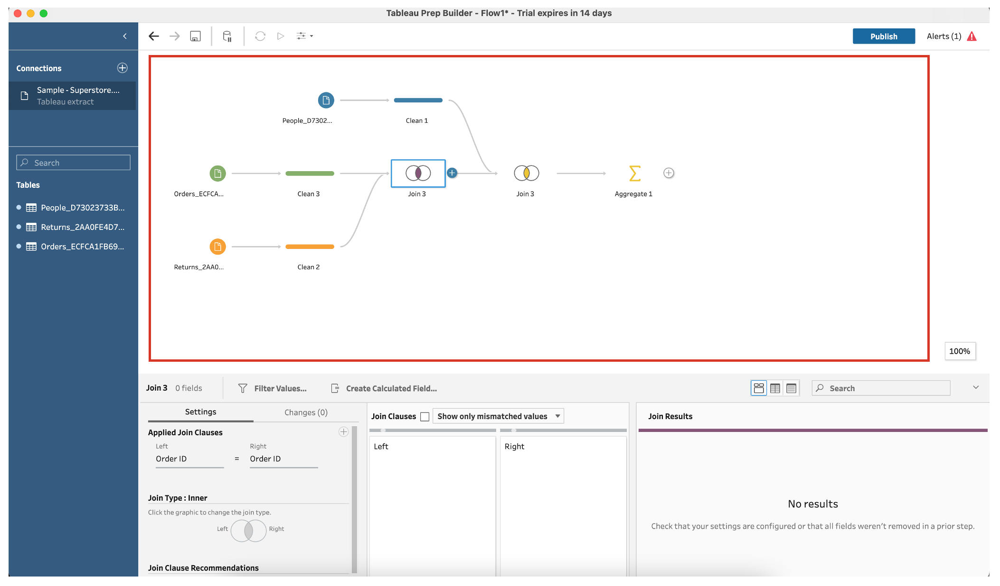 Tableau Prep Builder - Flow1* - Trial expires in 14 days
Publish
Alerts (1)
Connections
Sample - Superstore....
Tableau extract
Search
Tables
People_D73023733B...
Returns_2AA0FE4D7...
Orders_ECFCA1FB69...
People_D7302...
Clean 1
Orders_ECFCA...
Clean 3
Join 3
Join 3
Aggregate 1
Returns_2AA0...
Clean 2
100%
Join 3 0 fields
Filter Values...
Create Calculated Field...
Search
Settings
Changes (0)
Applied Join Clauses
Left Right
Order ID = Order ID
Join Type : Inner
Click the graphic to change the join type.
Left Right
Join Clause Recommendations
Join Clauses
Show only mismatched values
Left
Right
Join Results
No results
Check that your settings are configured or that all fields weren't removed in a prior step.